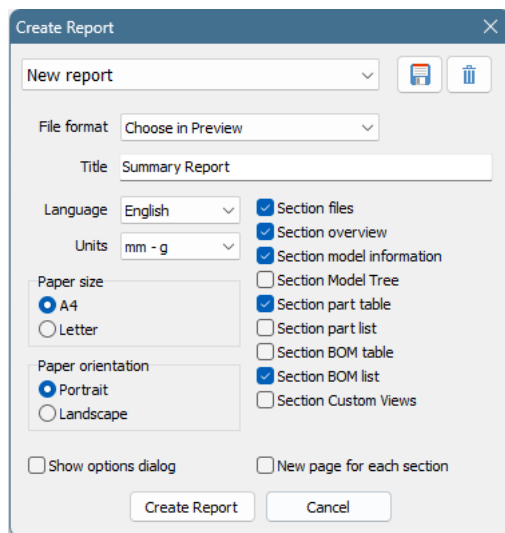 Create Report
New report
File format Choose in Preview
Title Summary Report
Language English
Units mm - g
Section files
Section overview
Section model information
Section Model Tree
Section part table
Section part list
Section BOM table
Section BOM list
Section Custom Views
Paper size
A4
Letter
Paper orientation
Portrait
Landscape
Show options dialog
New page for each section
Create Report
Cancel